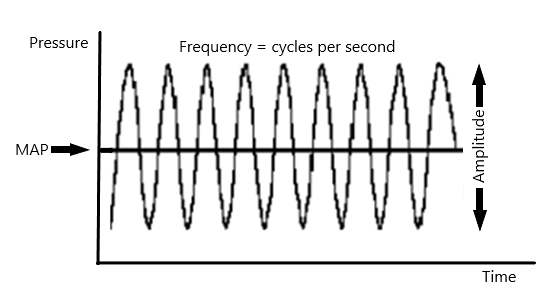 Pressure
Frequency = cycles per second
MAP
Amplitude
Time